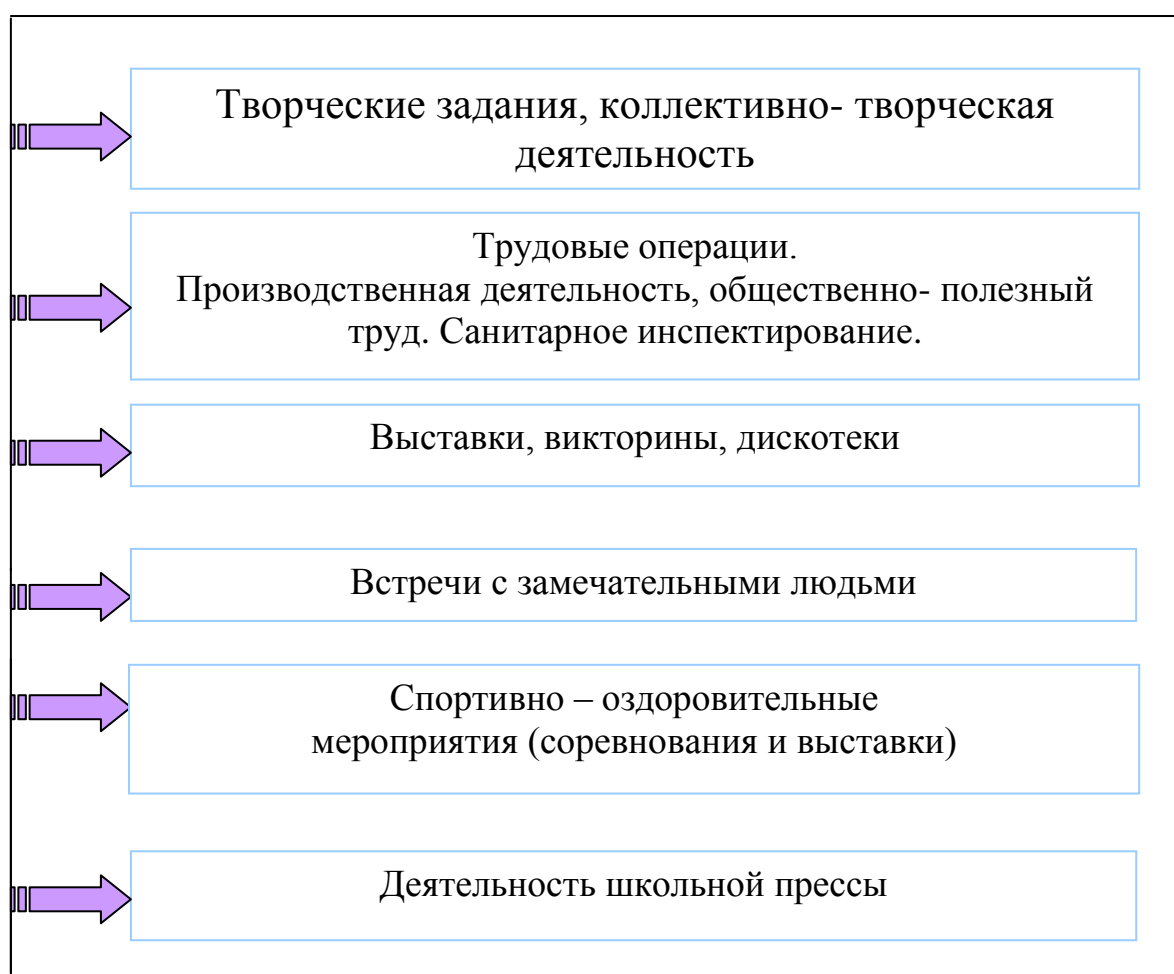 Творческие задания, коллективно- творческая
деятельность
Трудовые операции.
Производственная деятельность, общественно- полезный
труд. Санитарное инспектирование.
Выставки, викторины, дискотеки
Встречи с замечательными людьми
Спортивно – оздоровительные
мероприятия (соревнования и выставки)
Деятельность школьной прессы